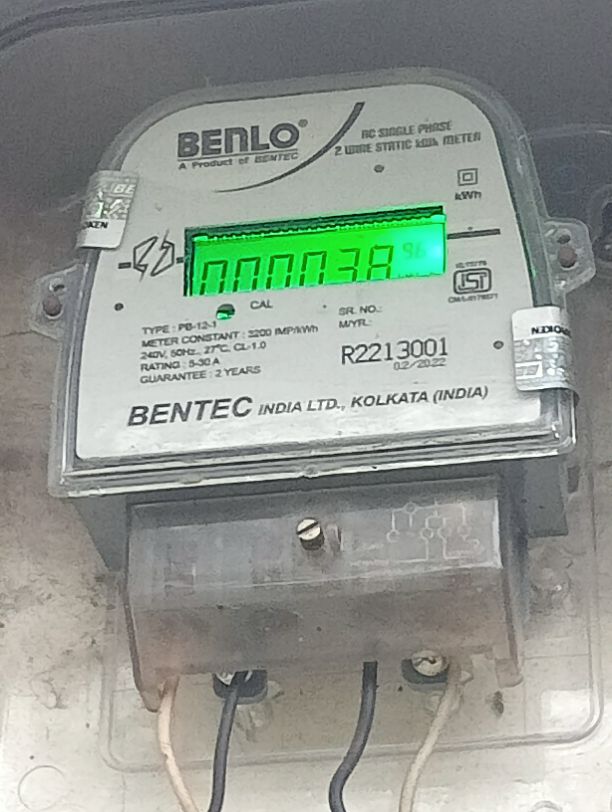 BENLO®
A Product of BENTEC
AC SINGLE PHASE
2 WIRE STATIC kWh METER
kWh
CAL
TYPE : PB-12-1
METER CONSTANT : 3200 IMP/kWh
240V, 50Hz., 27°C, CL-1.0
RATING : 5-30 A
GUARANTEE : 2 YEARS
SR. NO.:
M/YR.:
R2213001
02/2022
BENTEC INDIA LTD., KOLKATA (INDIA)